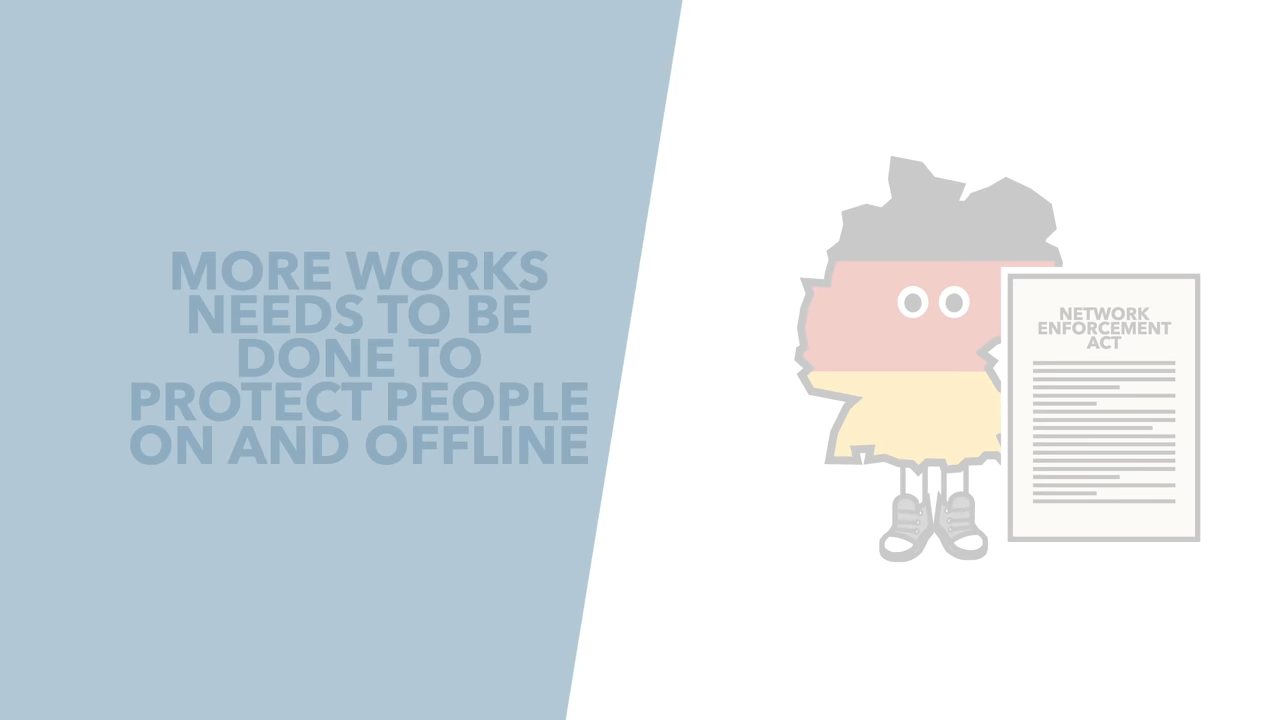 MORE WORKS
NEEDS TO BE
DONE TO
PROTECT PEOPLE
ON AND OFFLINE
NETWORK
ENFORCEMENT
ACT